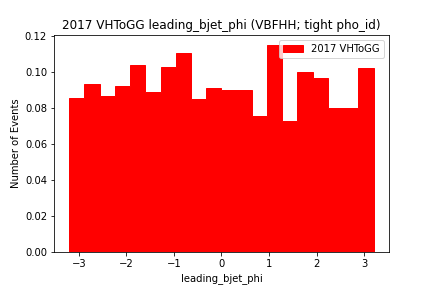 2017 VHToGG leading_bjet_phi (VBFHH; tight pho_id)
2017 VHToGG
0.12
0.10
0.08
0.06
0.04
0.02
0.00
Number of Events
−3 −2 −1 0 1 2 3
leading_bjet_phi